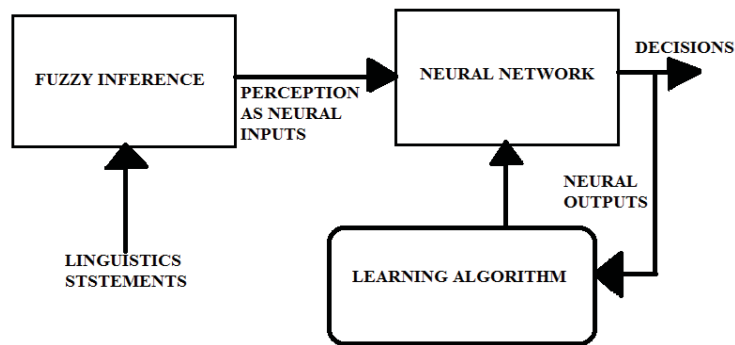 FUZZY INFERENCE
PERCEPTION
AS NEURAL
INPUTS
NEURAL NETWORK
DECISIONS
NEURAL
OUTPUTS
LINGUISTICS
STSTEMENTS
LEARNING ALGORITHM